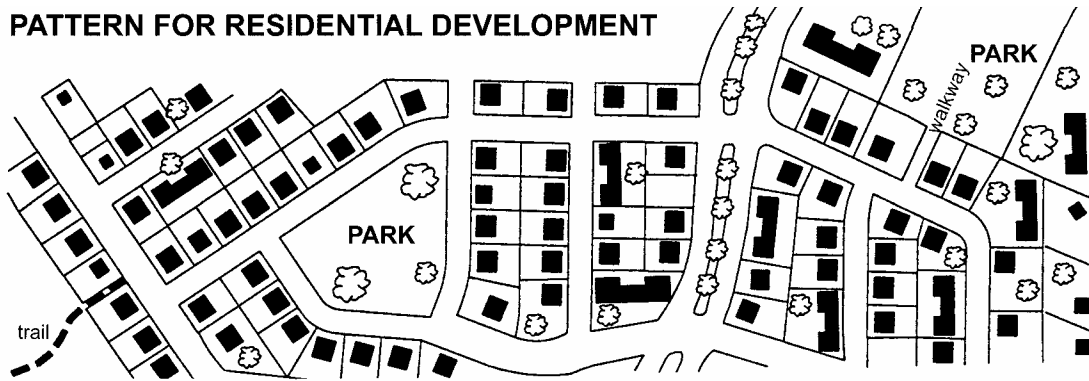 PATTERN FOR RESIDENTIAL DEVELOPMENT
PARK
walkway
PARK
trail